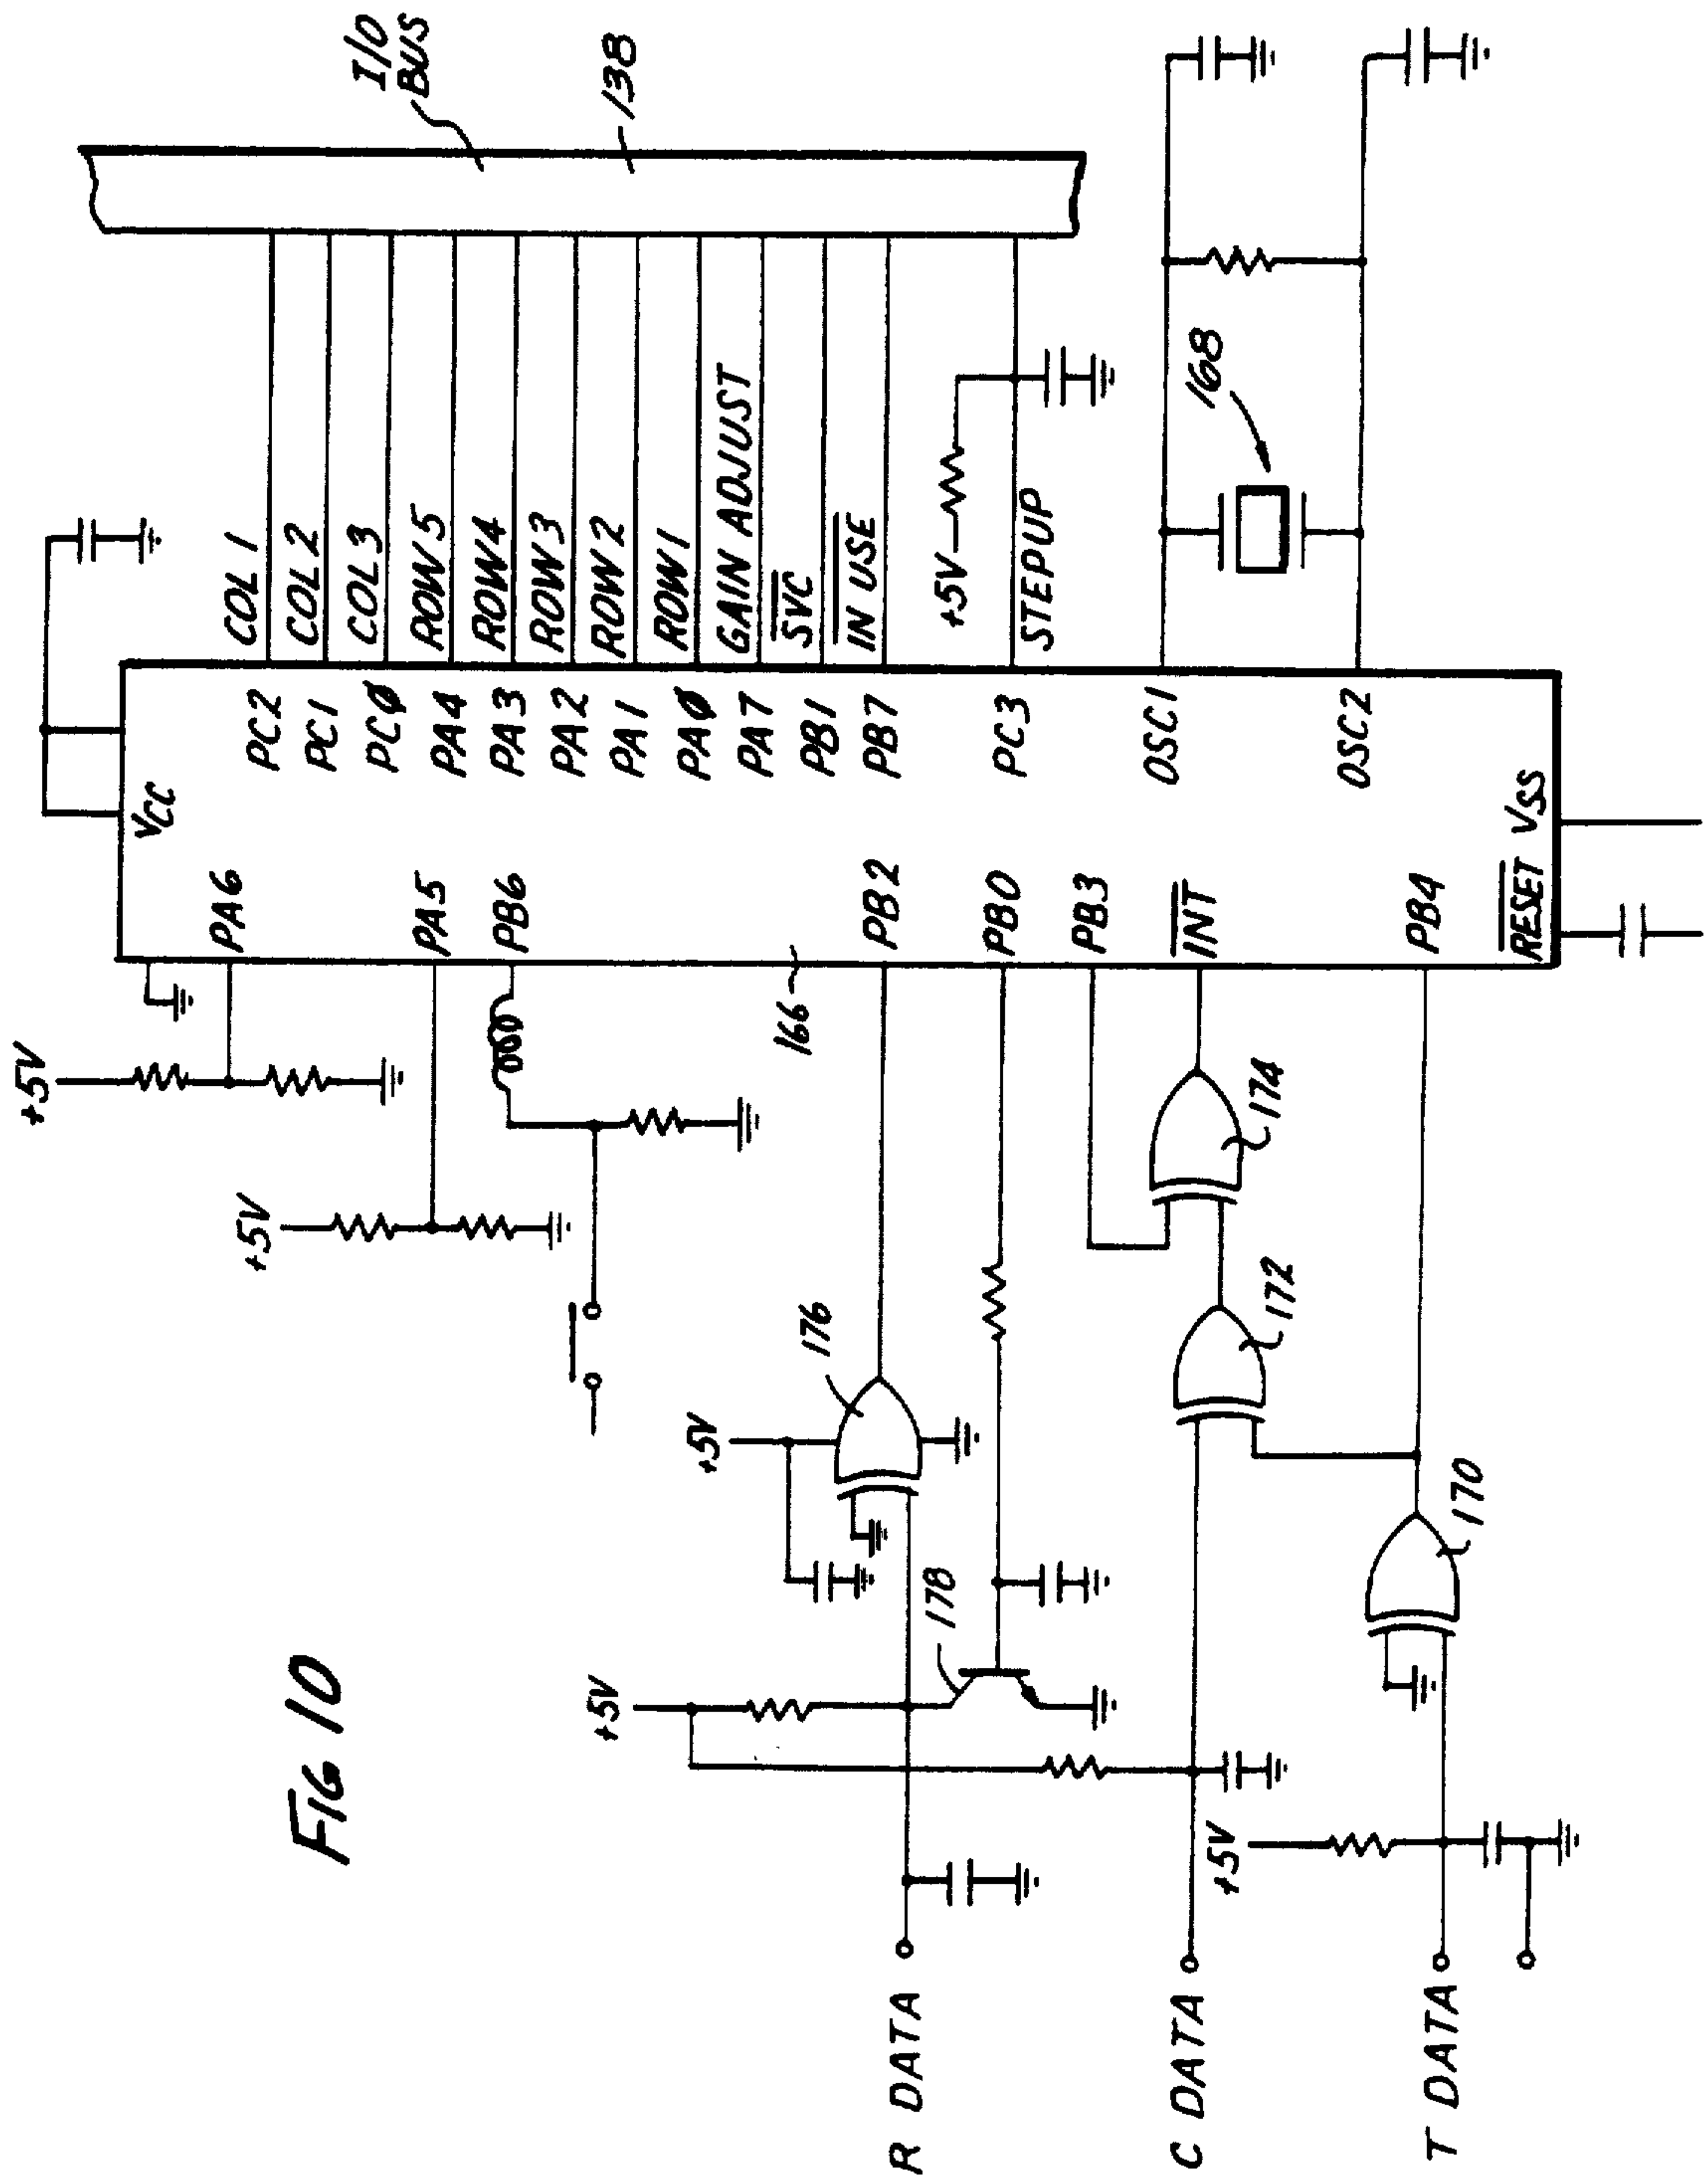 FIG 10
I/O
BUS
138
COL 1
COL 2
COL 3
ROW 5
ROW 4
ROW 3
ROW 2
ROW 1
GAIN ADJUST
SVC
IN USE
+5V
STEPUP
168
VCC
PC2
PC1
PCØ
PA4
PA3
PA2
PA1
PAØ
PA7
PB1
PB7
PC3
OSC1
OSC2
VSS
PA6
PA5
PB6
PB2
PB0
PB3
INT
PB4
RESET
166
+5V
+5V
+5V
176
174
172
170
178
+5V
+5V
R DATA
C DATA
T DATA